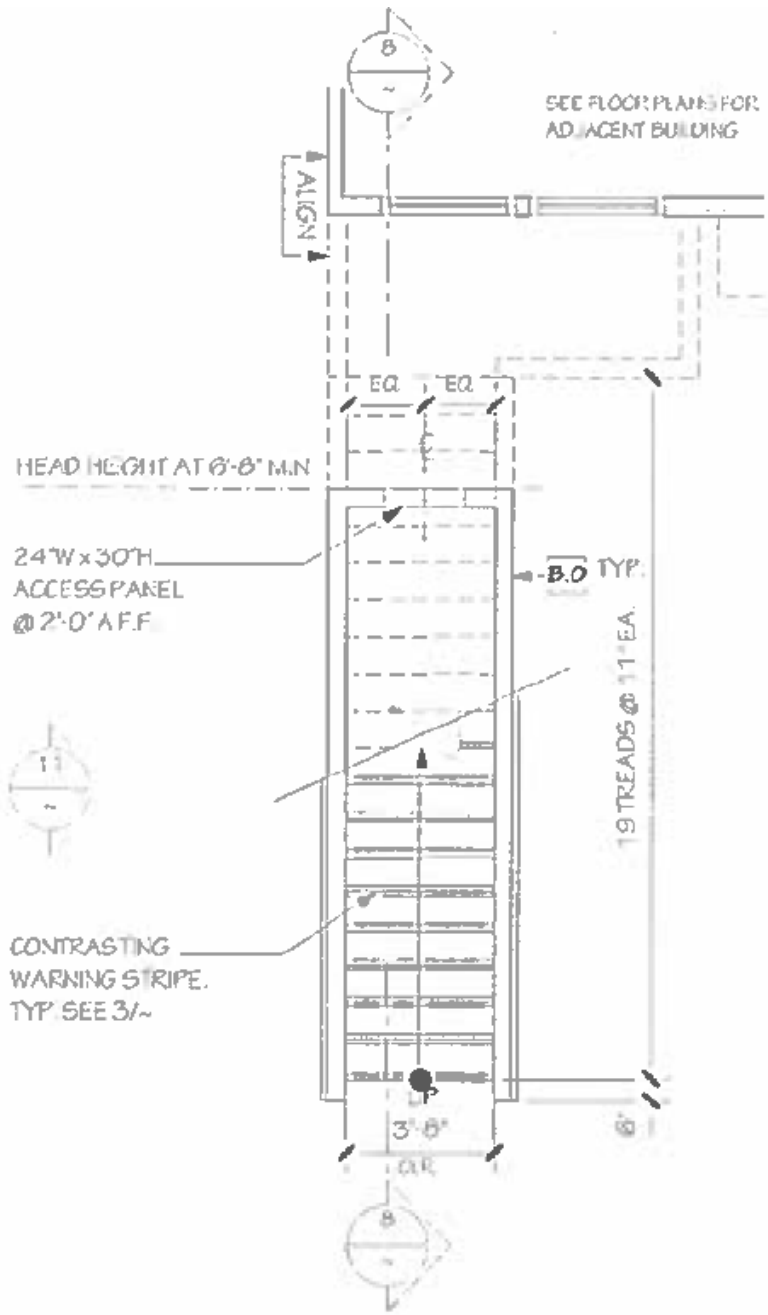 8
~
SEE FLOOR PLANS FOR
ADJACENT BUILDING
ALIGN
EQ EQ
HEAD HEIGHT AT 6'-8" MIN
24"W x 30"H
ACCESS PANEL
@ 2'-0" A.F.F.
B.0 TYP.
19 TREADS @ 11" EA.
11
~
CONTRASTING
WARNING STRIPE,
TYP. SEE 3/~
UP
3'-8"
CLR.
6"
8
~